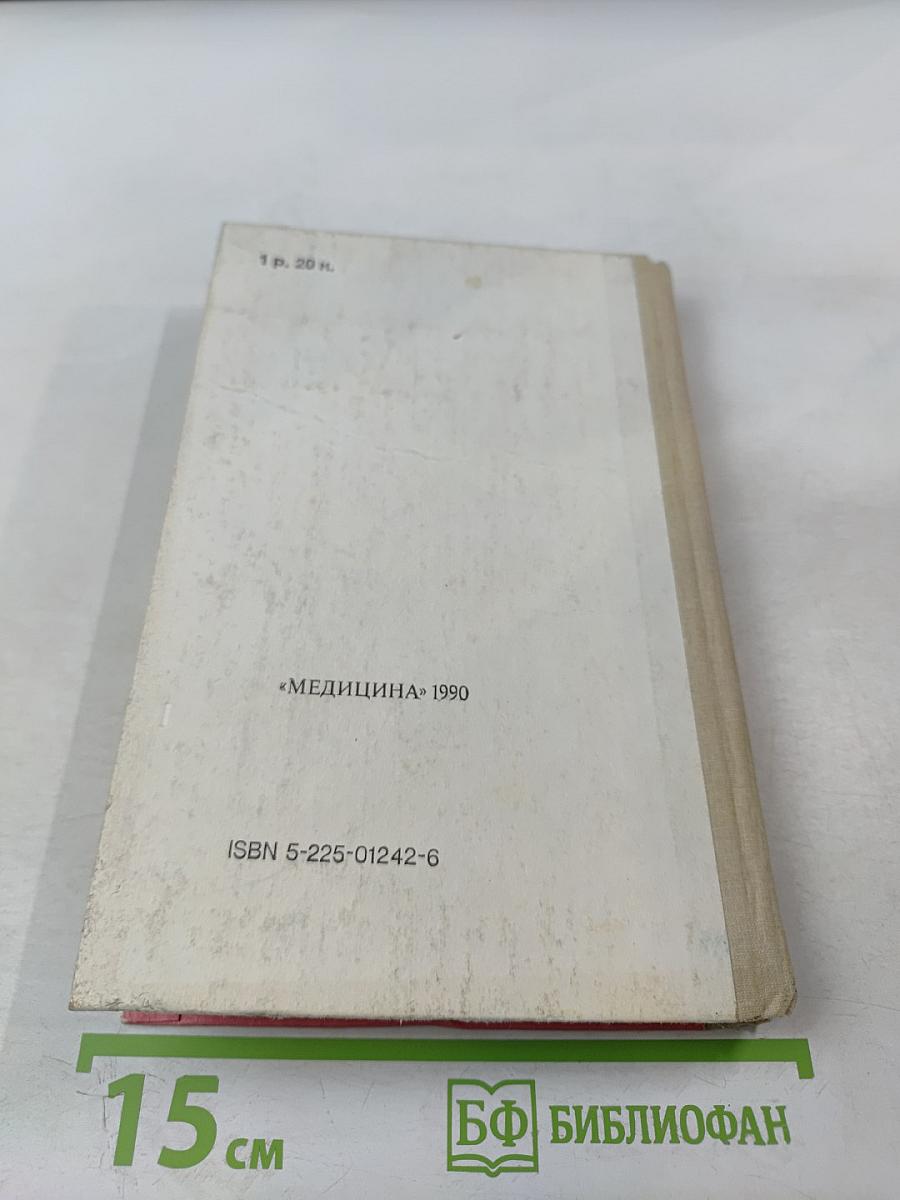 1 р. 20 к.
«МЕДИЦИНА» 1990
ISBN 5-225-01242-6
15 см
БФ БИБЛИОФАН